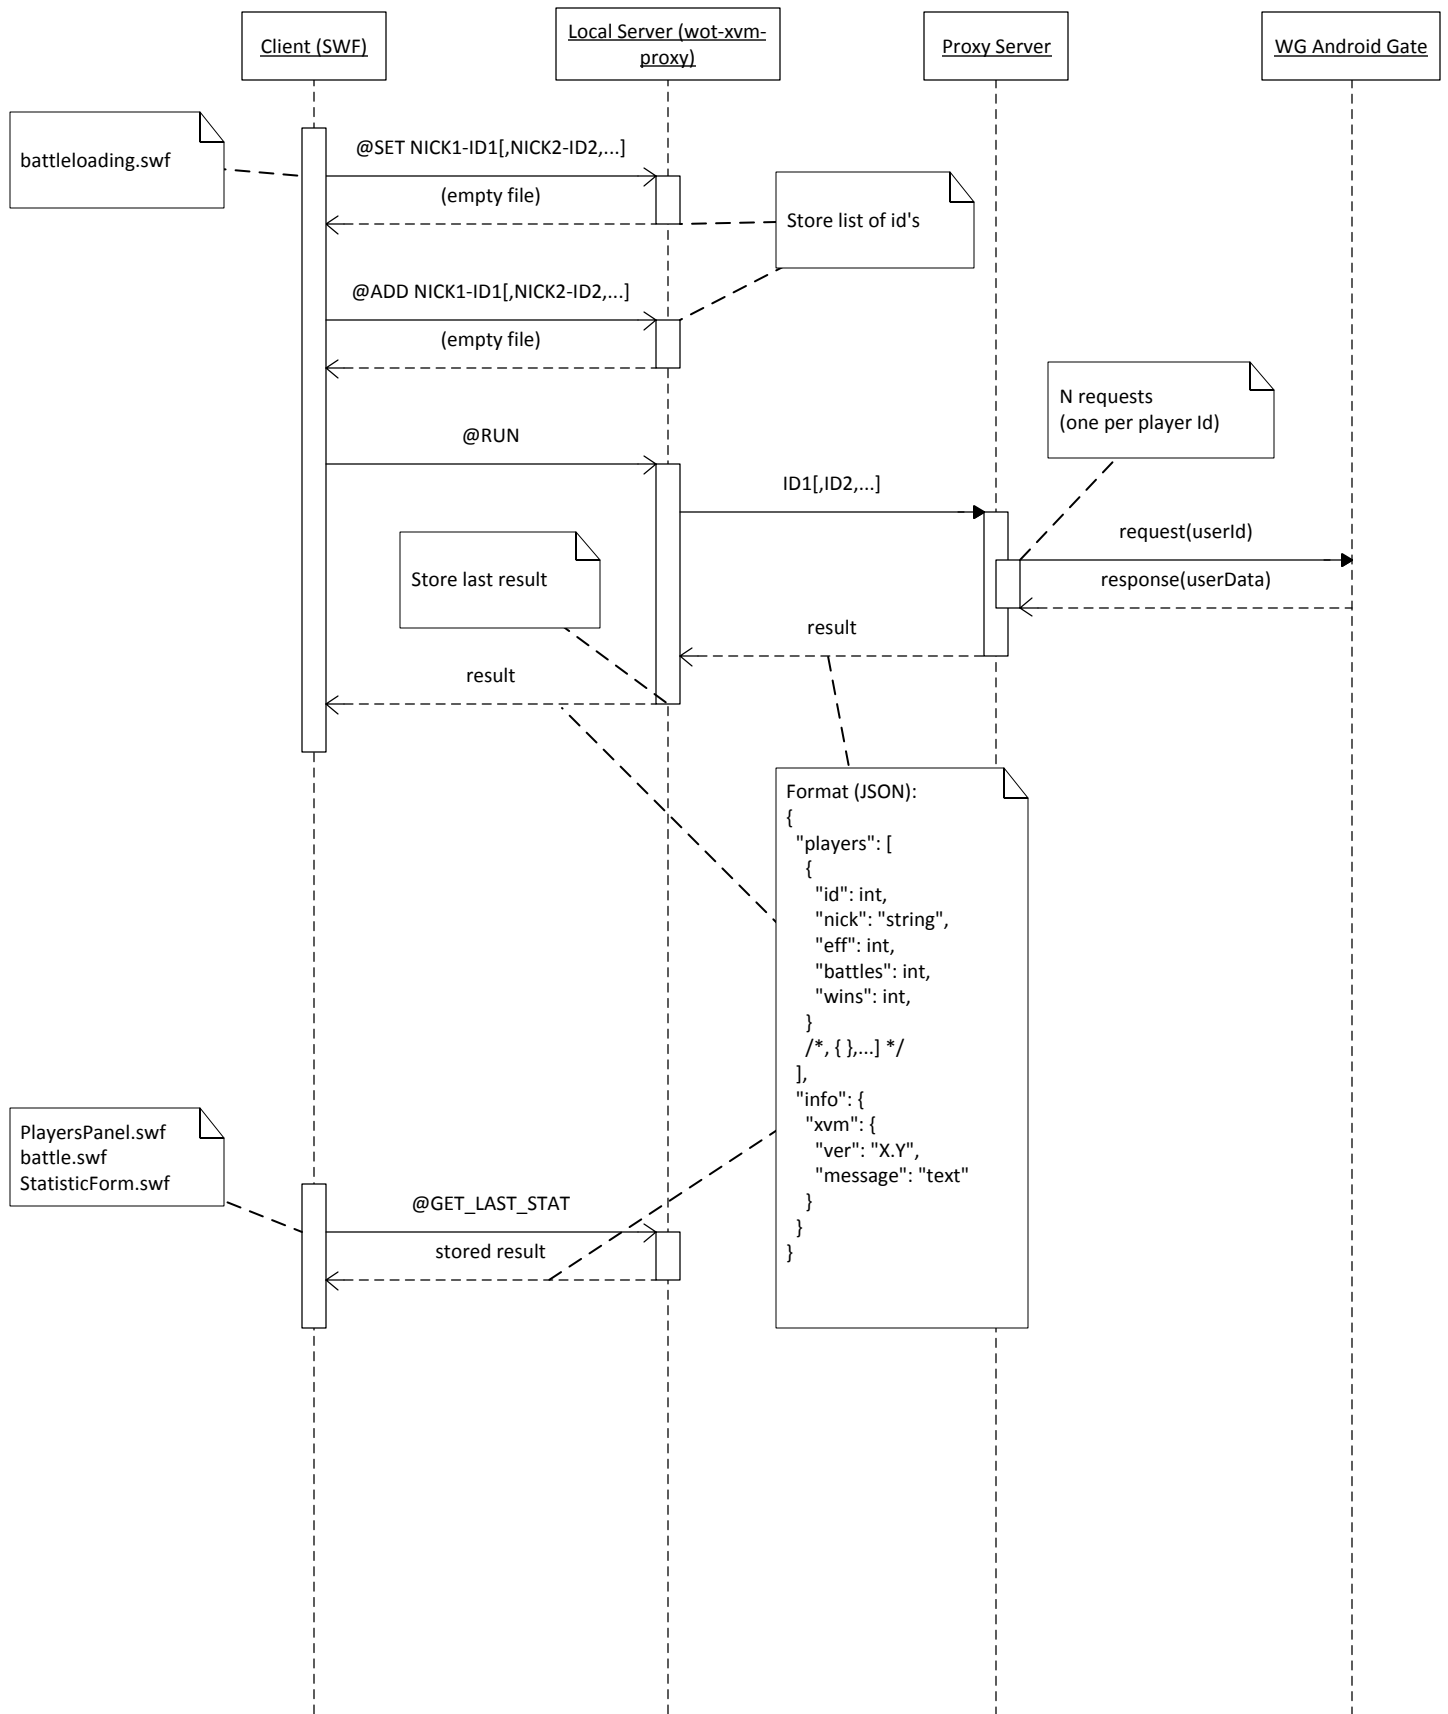 Client (SWF)
Local Server (wot-xvm-
proxy)
Proxy Server
WG Android Gate
battleloading.swf
@SET NICK1-ID1[,NICK2-ID2,...]
(empty file)
Store list of id's
@ADD NICK1-ID1[,NICK2-ID2,...]
(empty file)
N requests
(one per player Id)
@RUN
ID1[,ID2,...]
request(userId)
response(userData)
Store last result
result
result
Format (JSON):
{
"players": [
{
"id": int,
"nick": "string",
"eff": int,
"battles": int,
"wins": int,
}
/*, { },...] */
],
"info": {
"xvm": {
"ver": "X.Y",
"message": "text"
}
}
}
PlayersPanel.swf
battle.swf
StatisticForm.swf
@GET_LAST_STAT
stored result